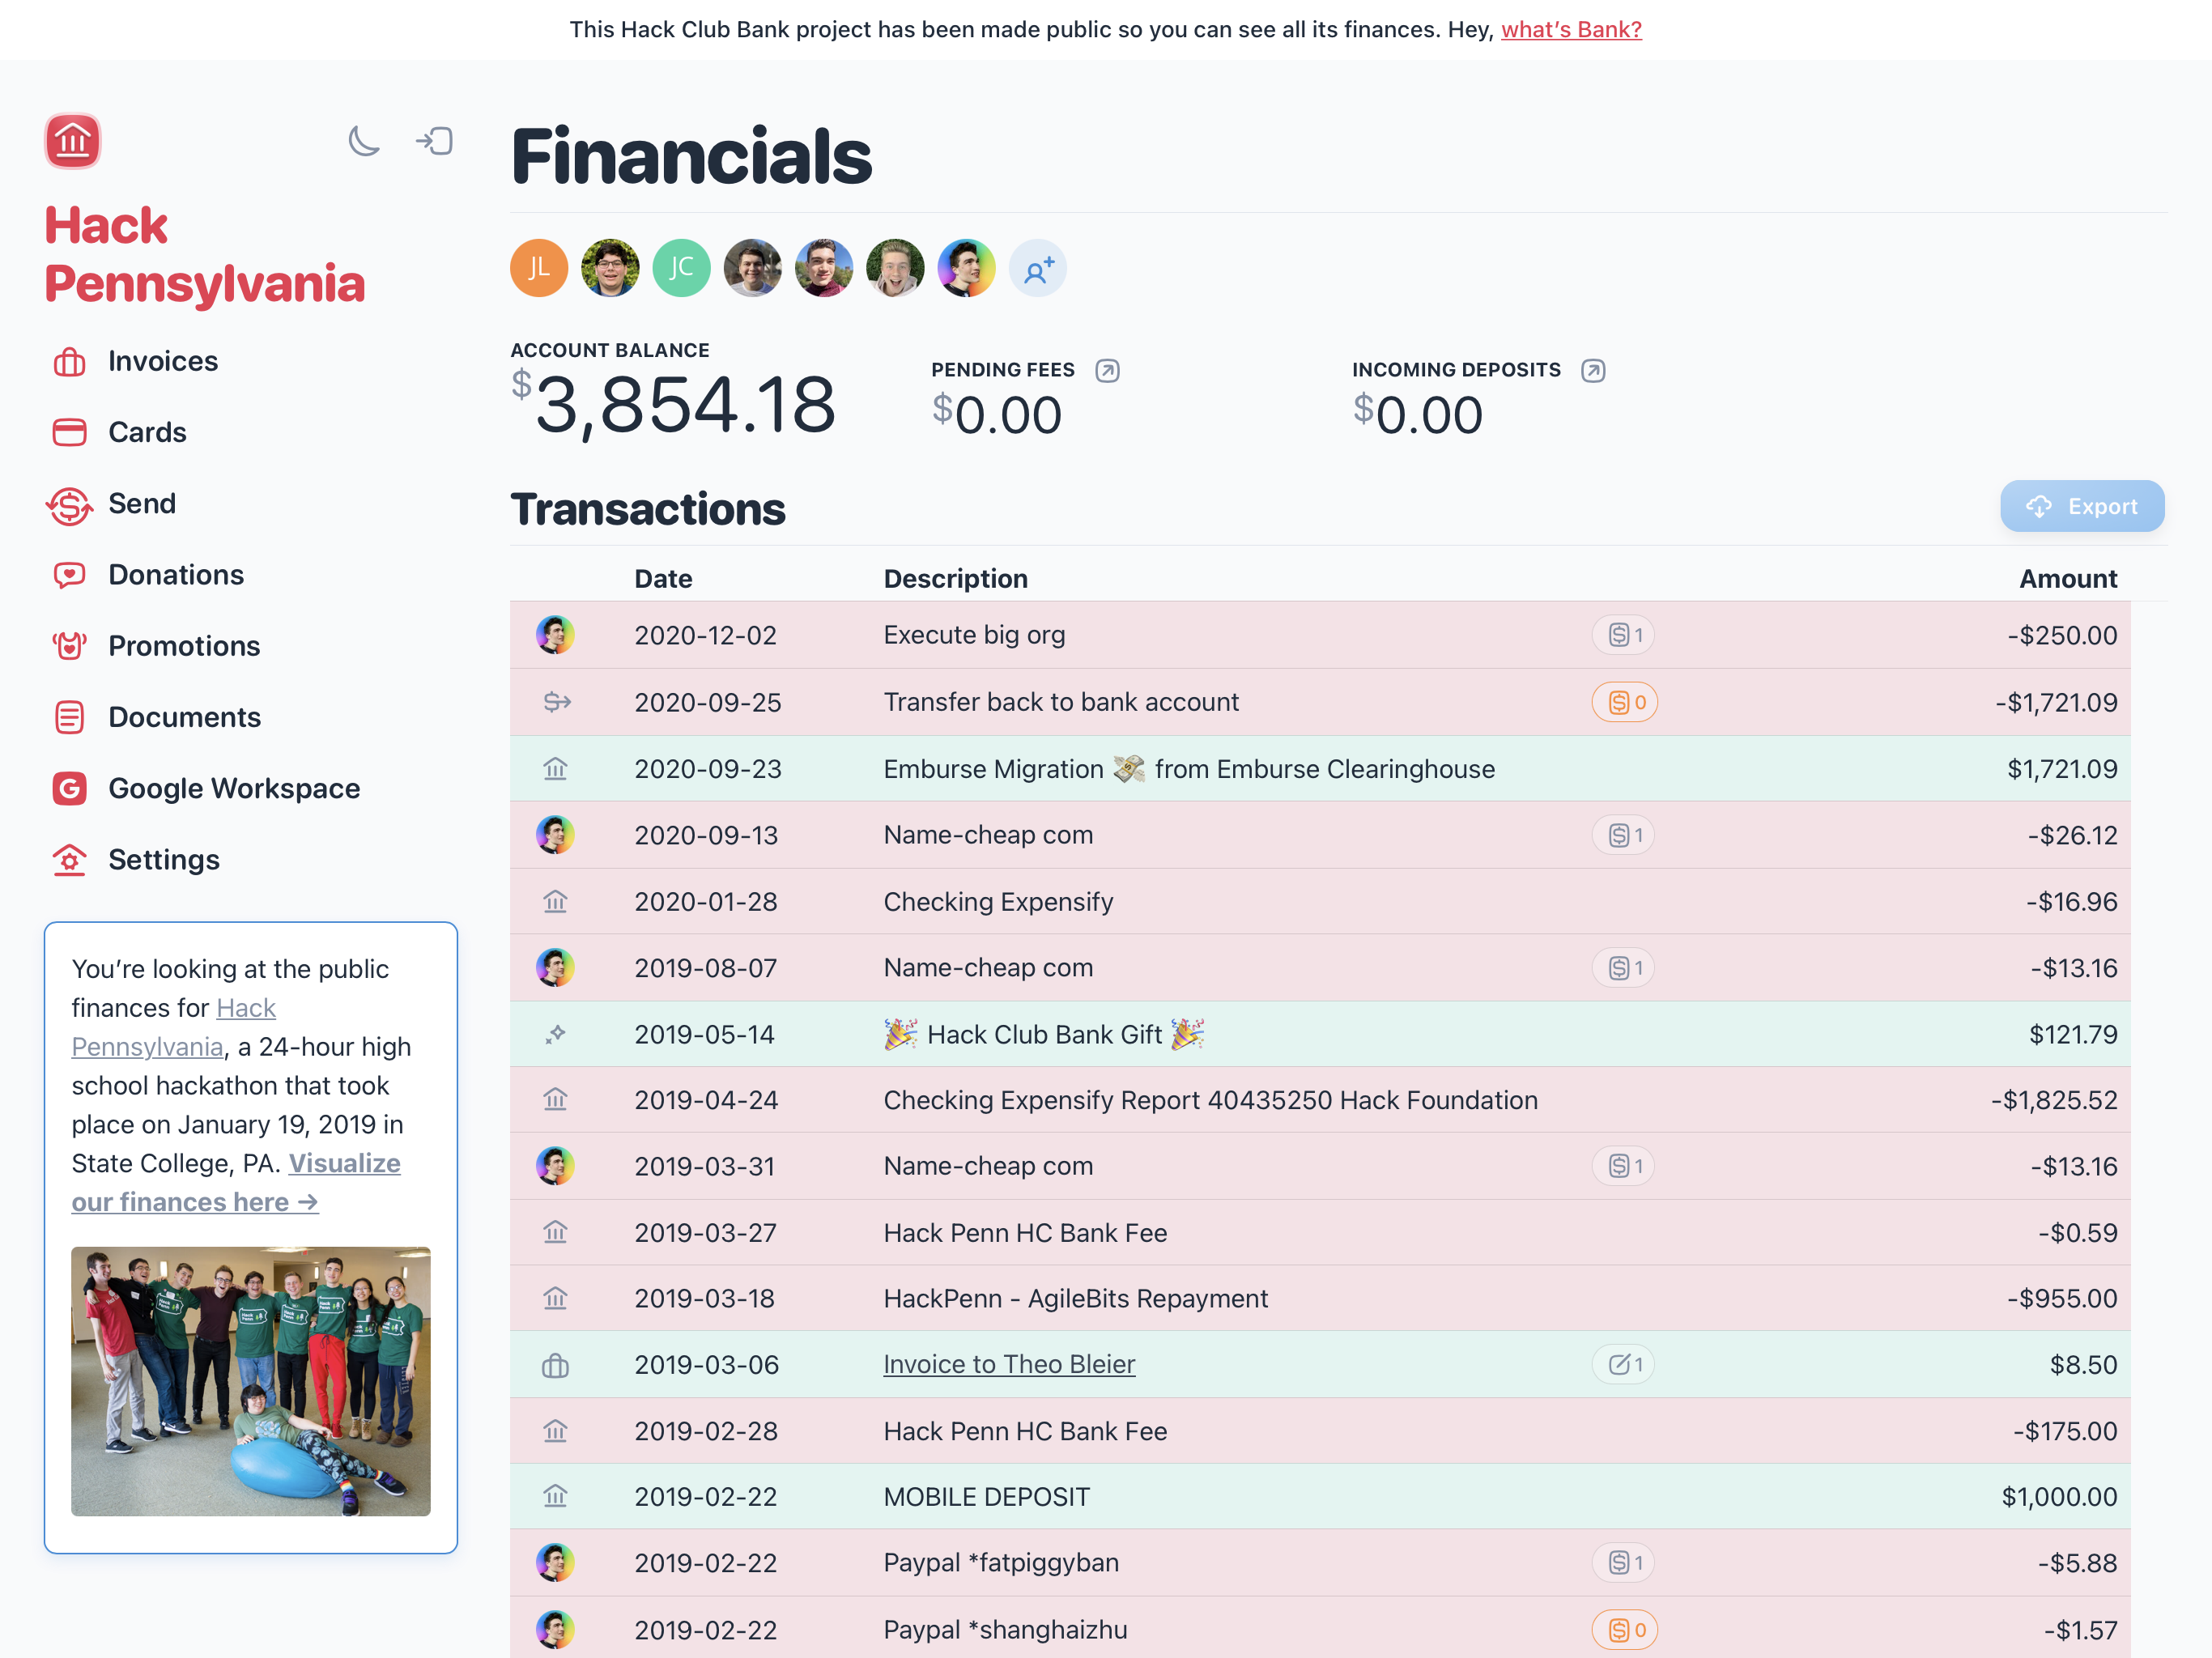 This Hack Club Bank project has been made public so you can see all its finances. Hey, what’s Bank?
Hack
Pennsylvania
Invoices
Cards
Send
Donations
Promotions
Documents
Google Workspace
Settings
You’re looking at the public
finances for Hack
Pennsylvania, a 24-hour high
school hackathon that took
place on January 19, 2019 in
State College, PA. Visualize
our finances here →
Financials
JL JC
ACCOUNT BALANCE
$3,854.18
PENDING FEES
$0.00
INCOMING DEPOSITS
$0.00
Transactions
Export
Date Description Amount
2020-12-02 Execute big org 1 -$250.00
2020-09-25 Transfer back to bank account 0 -$1,721.09
2020-09-23 Emburse Migration 💸 from Emburse Clearinghouse $1,721.09
2020-09-13 Name-cheap com 1 -$26.12
2020-01-28 Checking Expensify -$16.96
2019-08-07 Name-cheap com 1 -$13.16
2019-05-14 🎉 Hack Club Bank Gift 🎉 $121.79
2019-04-24 Checking Expensify Report 40435250 Hack Foundation -$1,825.52
2019-03-31 Name-cheap com 1 -$13.16
2019-03-27 Hack Penn HC Bank Fee -$0.59
2019-03-18 HackPenn - AgileBits Repayment -$955.00
2019-03-06 Invoice to Theo Bleier 1 $8.50
2019-02-28 Hack Penn HC Bank Fee -$175.00
2019-02-22 MOBILE DEPOSIT $1,000.00
2019-02-22 Paypal *fatpiggyban 1 -$5.88
2019-02-22 Paypal *shanghaizhu 0 -$1.57